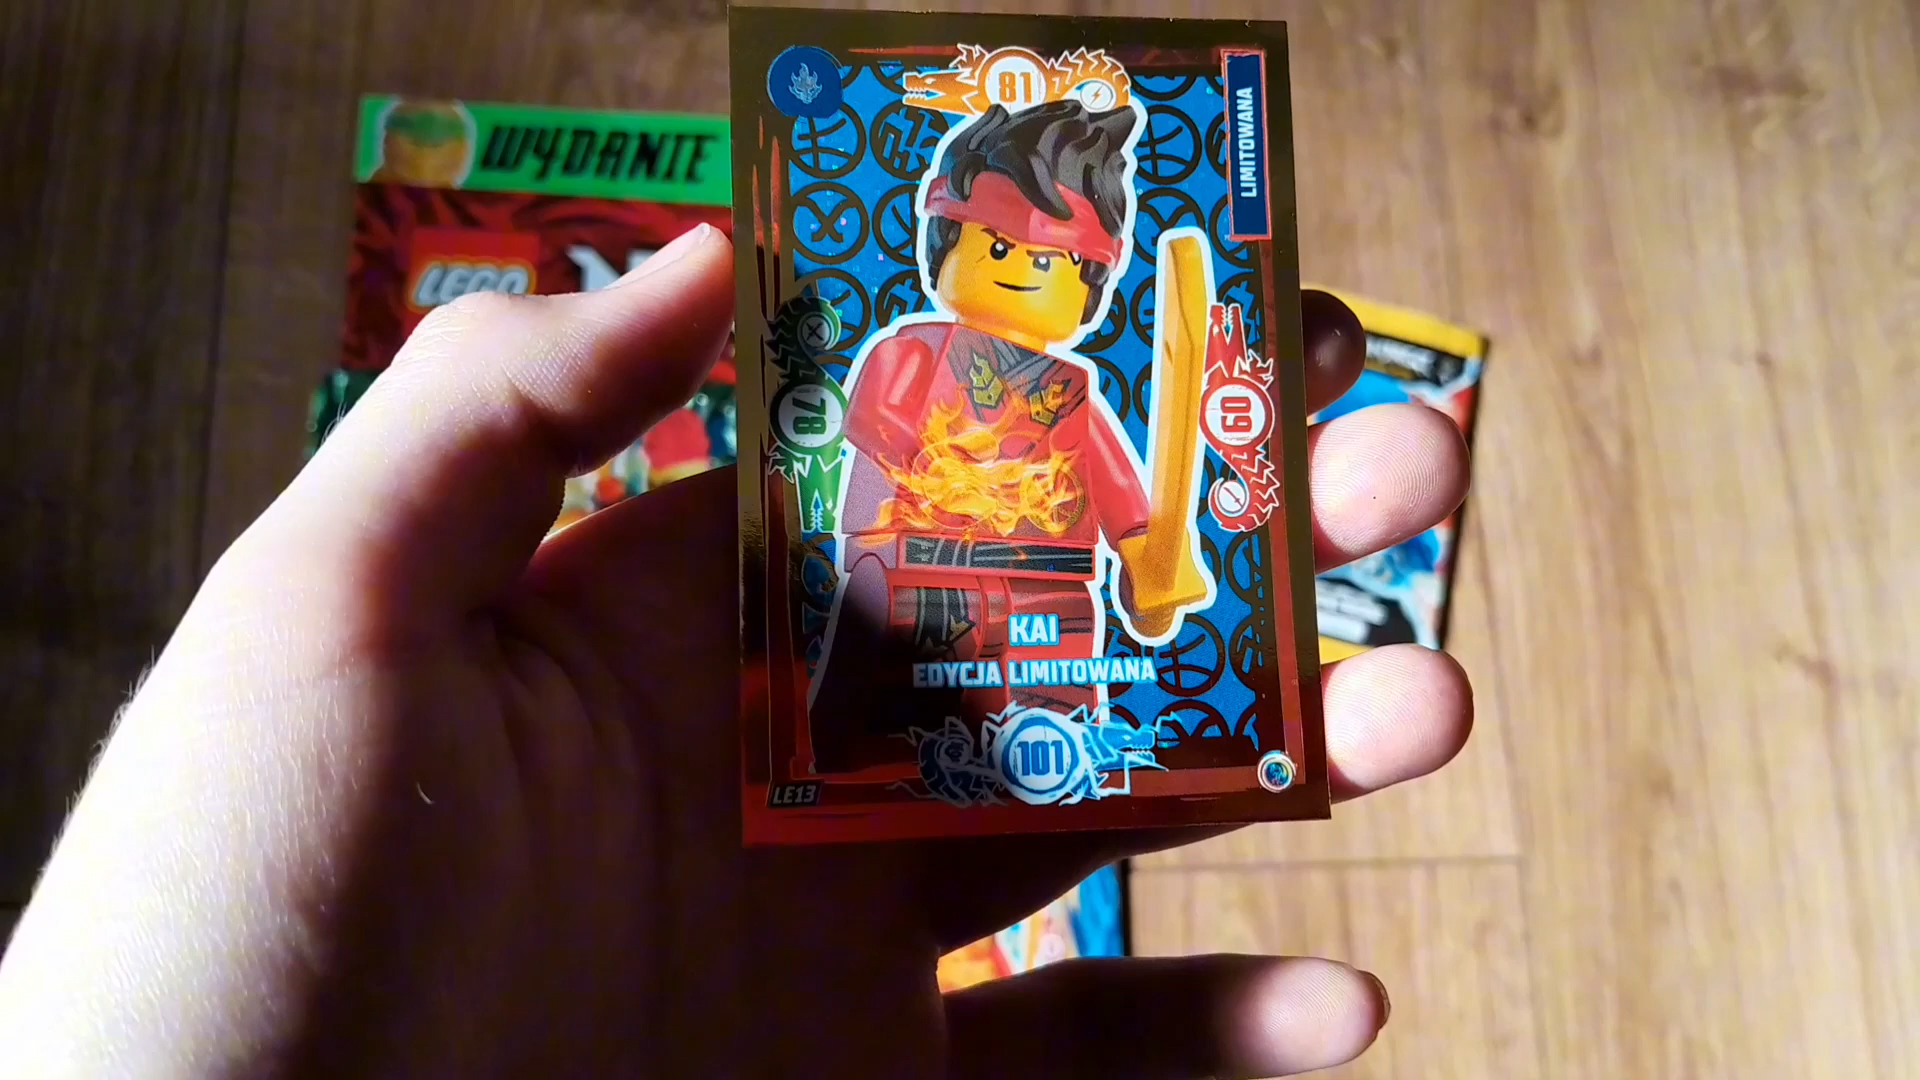 WYDANIE
LEGO
81
LIMITOWANA
78
60
KAI
EDYCJA LIMITOWANA
101
LE13